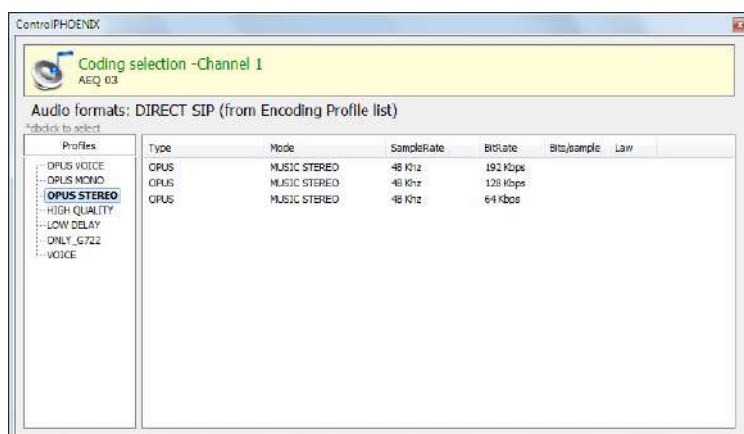 ControlPHOENIX
Coding selection -Channel 1
AEQ 03
Audio formats: DIRECT SIP (from Encoding Profile list)
*dbclick to select
Profiles
Type Mode SampleRate BitRate Bits/sample Law
OPUS VOICE
OPUS MONO
OPUS STEREO
HIGH QUALITY
LOW DELAY
ONLY_G722
VOICE
OPUS MUSIC STEREO 48 Khz 192 Kbps
OPUS MUSIC STEREO 48 Khz 128 Kbps
OPUS MUSIC STEREO 48 Khz 64 Kbps